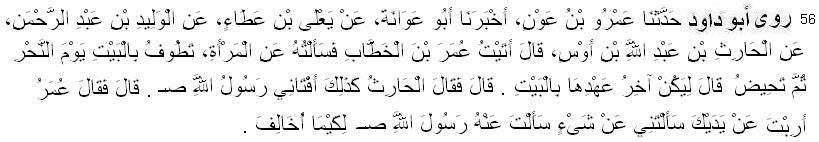 56 روى أبو داود حَدَّثَنَا عَمْرُو بْنُ عَوْنٍ، أَخْبَرَنَا أَبُو عَوَانَةَ، عَنْ يَعْلَى بْنِ عَطَاءٍ، عَنِ الْوَلِيدِ بْنِ عَبْدِ الرَّحْمَنِ،
عَنِ الْحَارِثِ بْنِ عَبْدِ اللَّهِ بْنِ أَوْسٍ، قَالَ أَتَيْتُ عُمَرَ بْنَ الْخَطَّابِ فَسَأَلْتُهُ عَنِ الْمَرْأَةِ، تَطُوفُ بِالْبَيْتِ يَوْمَ النَّحْرِ
ثُمَّ تَحِيضُ قَالَ لِيَكُنْ آخِرُ عَهْدِهَا بِالْبَيْتِ . قَالَ فَقَالَ الْحَارِثُ كَذَلِكَ أَفْتَانِي رَسُولُ اللَّهِ صـ . قَالَ فَقَالَ عُمَرُ
أَرِبْتَ عَنْ يَدَيْكَ سَأَلْتَنِي عَنْ شَىْءٍ سَأَلْتَ عَنْهُ رَسُولَ اللَّهِ صـ لِكَيْمَا أُخَالِفَ .